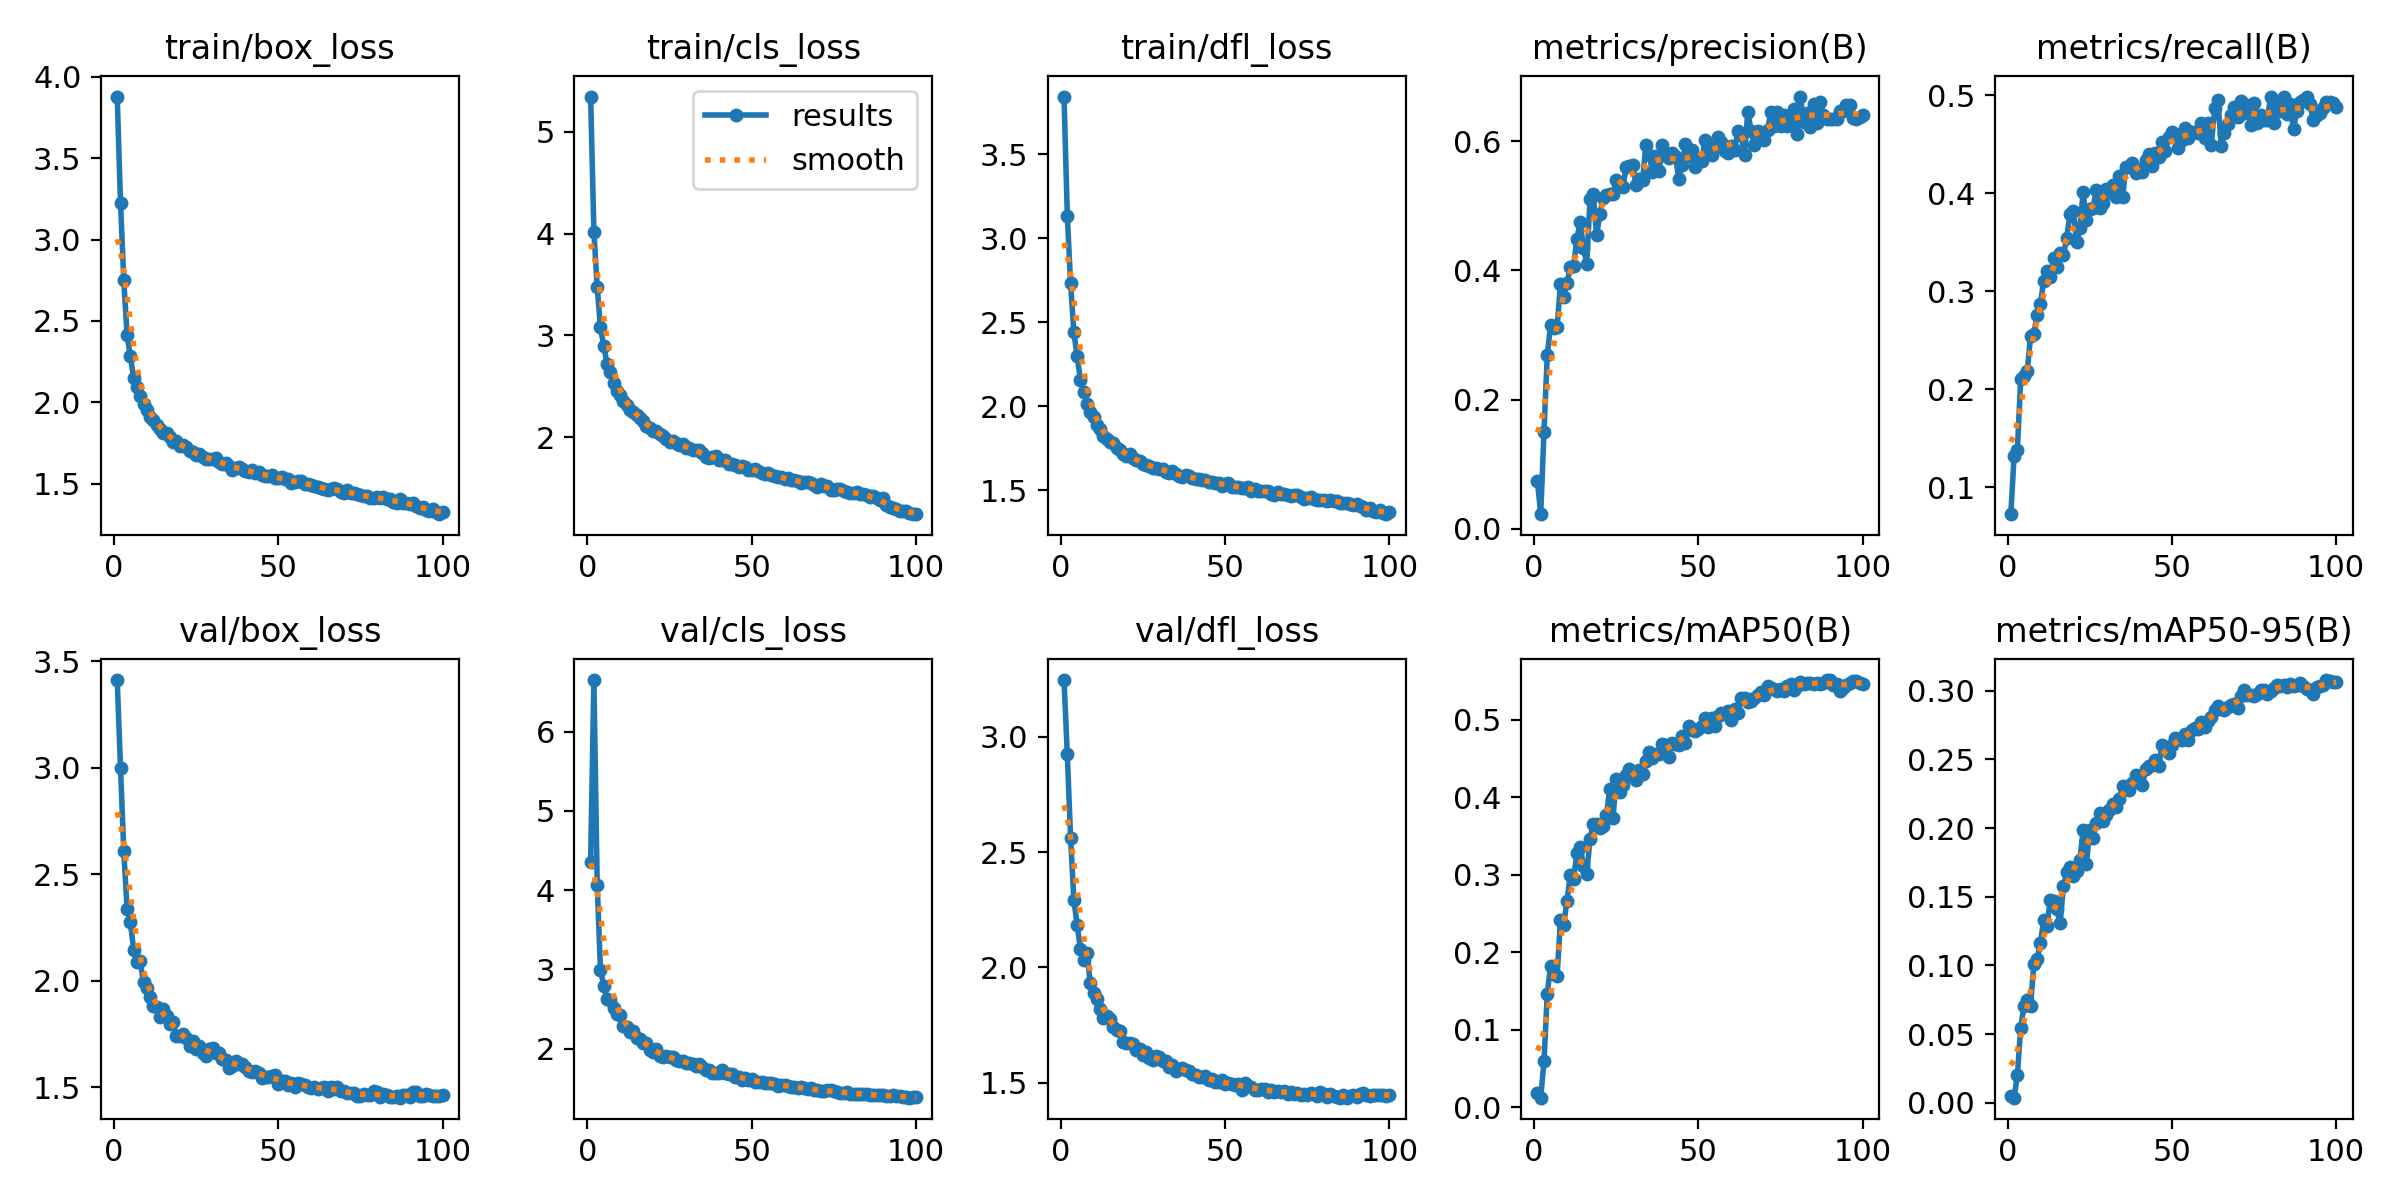 train/box_loss
4.0
3.5
3.0
2.5
2.0
1.5
0 50 100
train/cls_loss
results
smooth
5
4
3
2
0 50 100
train/dfl_loss
3.5
3.0
2.5
2.0
1.5
0 50 100
metrics/precision(B)
0.6
0.4
0.2
0.0
0 50 100
metrics/recall(B)
0.5
0.4
0.3
0.2
0.1
0 50 100
val/box_loss
3.5
3.0
2.5
2.0
1.5
0 50 100
val/cls_loss
6
5
4
3
2
0 50 100
val/dfl_loss
3.0
2.5
2.0
1.5
0 50 100
metrics/mAP50(B)
0.5
0.4
0.3
0.2
0.1
0.0
0 50 100
metrics/mAP50-95(B)
0.30
0.25
0.20
0.15
0.10
0.05
0.00
0 50 100